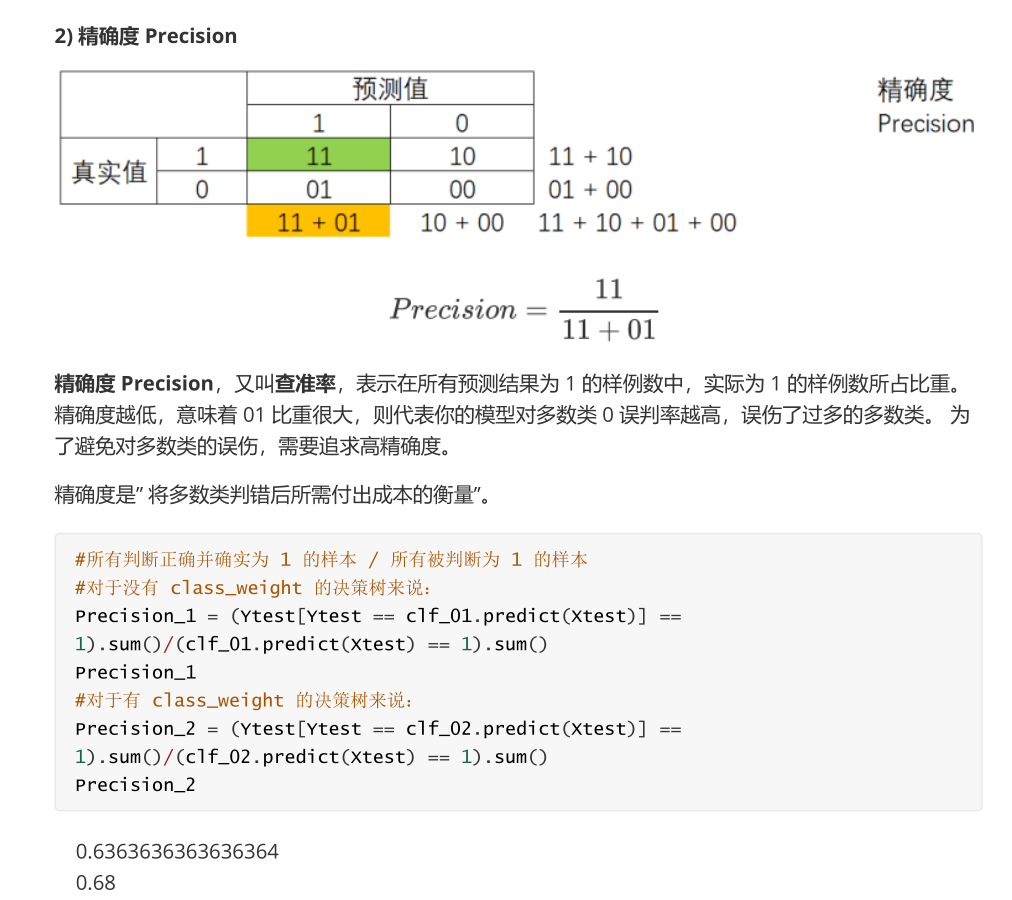 2) 精确度 Precision
预测值
精确度
1 0
Precision
真实值
1 11 10 11 + 10
0 01 00 01 + 00
11 + 01 10 + 00 11 + 10 + 01 + 00
Precision = 11 / 11 + 01
精确度 Precision，又叫查准率，表示在所有预测结果为 1 的样例数中，实际为 1 的样例数所占比重。
精确度越低，意味着 01 比重很大，则代表你的模型对多数类 0 误判率越高，误伤了过多的多数类。 为
了避免对多数类的误伤，需要追求高精确度。
精确度是” 将多数类判错后所需付出成本的衡量”。
#所有判断正确并确实为 1 的样本 / 所有被判断为 1 的样本
#对于没有 class_weight 的决策树来说：
Precision_1 = (Ytest[Ytest == clf_01.predict(Xtest)] ==
1).sum()/(clf_01.predict(Xtest) == 1).sum()
Precision_1
#对于有 class_weight 的决策树来说：
Precision_2 = (Ytest[Ytest == clf_02.predict(Xtest)] ==
1).sum()/(clf_02.predict(Xtest) == 1).sum()
Precision_2
0.6363636363636364
0.68